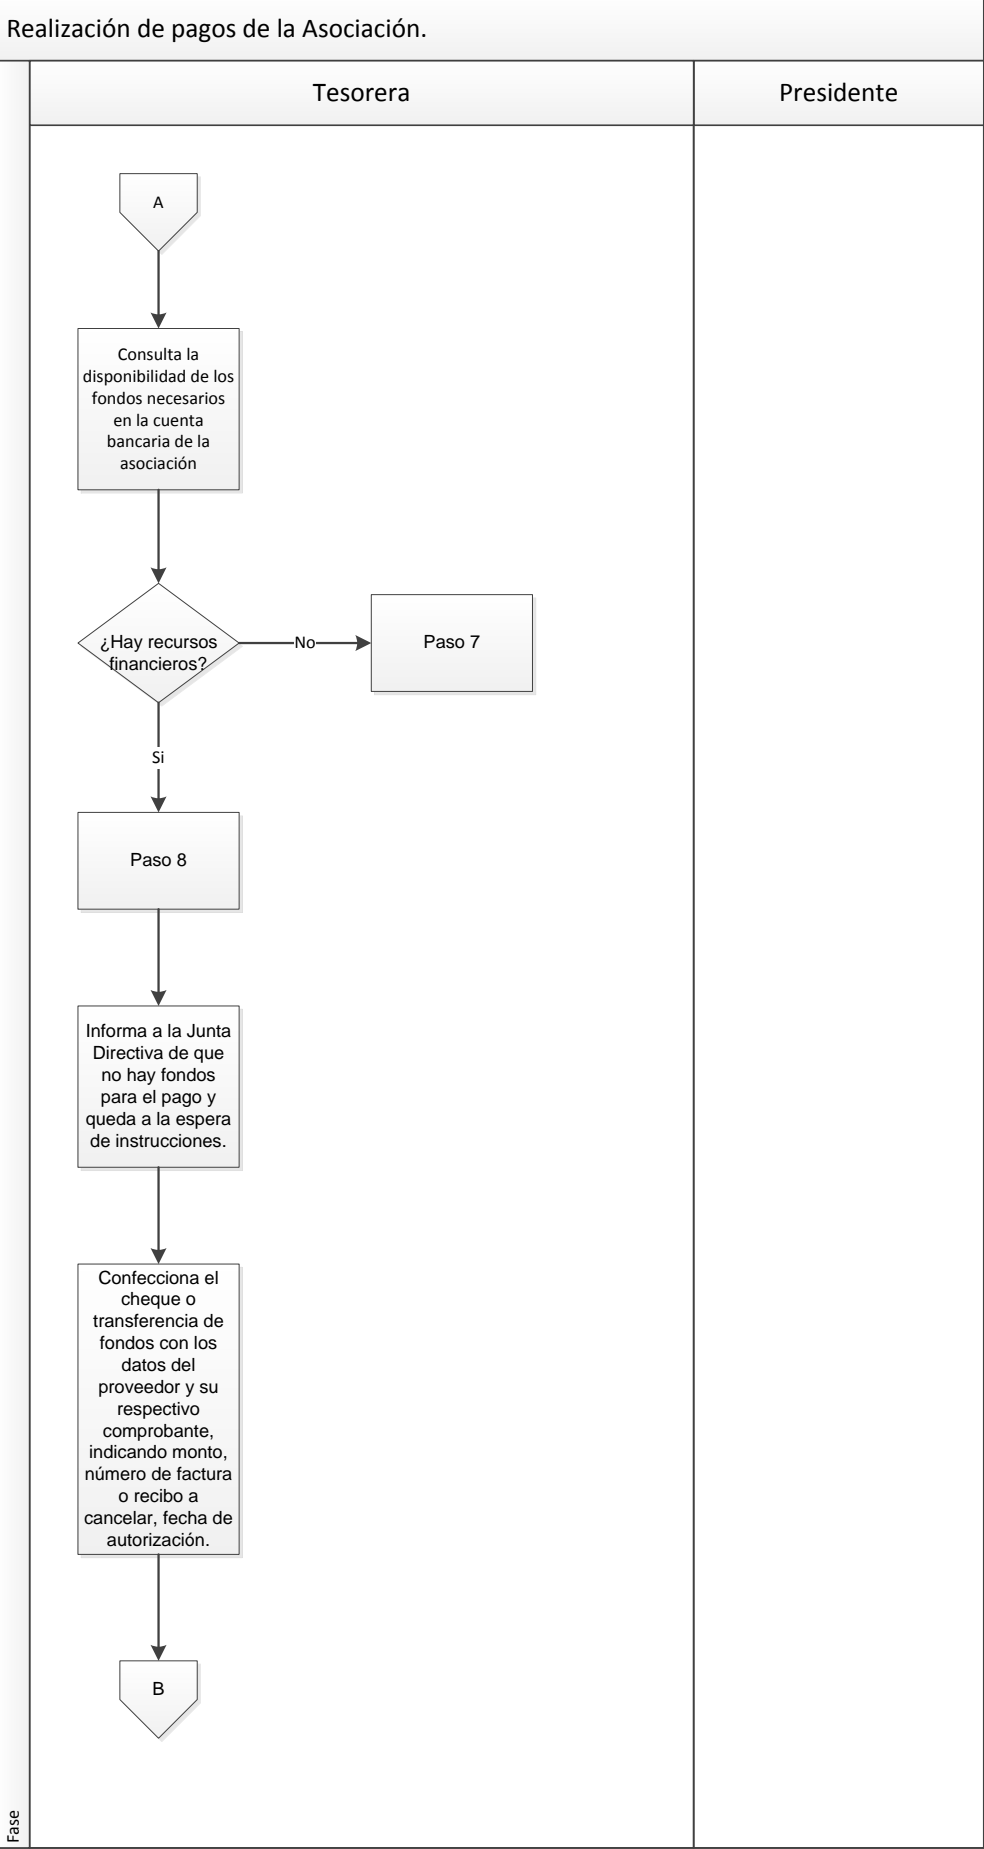 Realización de pagos de la Asociación.
Tesorera
Presidente
A
Consulta la
disponibilidad de los
fondos necesarios
en la cuenta
bancaria de la
asociación
¿Hay recursos
financieros?
No
Paso 7
Si
Paso 8
Informa a la Junta
Directiva de que
no hay fondos
para el pago y
queda a la espera
de instrucciones.
Confecciona el
cheque o
transferencia de
fondos con los
datos del
proveedor y su
respectivo
comprobante,
indicando monto,
número de factura
o recibo a
cancelar, fecha de
autorización.
B
Fase